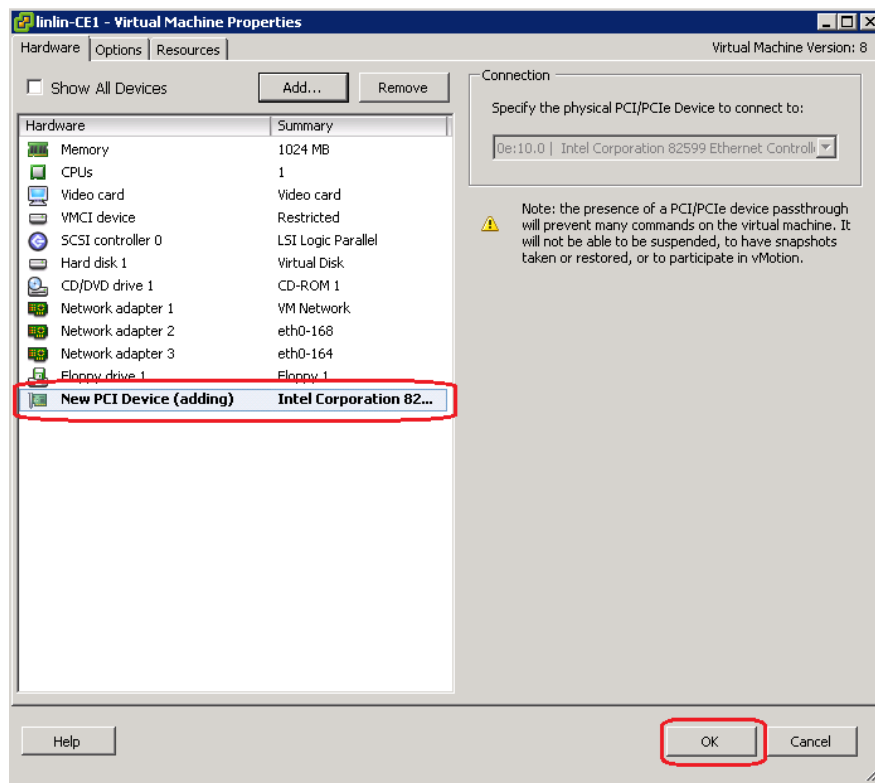 linlin-CE1 - Virtual Machine Properties
Hardware Options Resources Virtual Machine Version: 8
Show All Devices Add... Remove
Hardware Summary
Memory 1024 MB
CPUs 1
Video card Video card
VMCI device Restricted
SCSI controller 0 LSI Logic Parallel
Hard disk 1 Virtual Disk
CD/DVD drive 1 CD-ROM 1
Network adapter 1 VM Network
Network adapter 2 eth0-168
Network adapter 3 eth0-164
Floppy drive 1 Floppy 1
New PCI Device (adding) Intel Corporation 82...
Connection
Specify the physical PCI/PCIe Device to connect to:
0e:10.0 | Intel Corporation 82599 Ethernet Controll
Note: the presence of a PCI/PCIe device passthrough
will prevent many commands on the virtual machine. It
will not be able to be suspended, to have snapshots
taken or restored, or to participate in vMotion.
Help OK Cancel